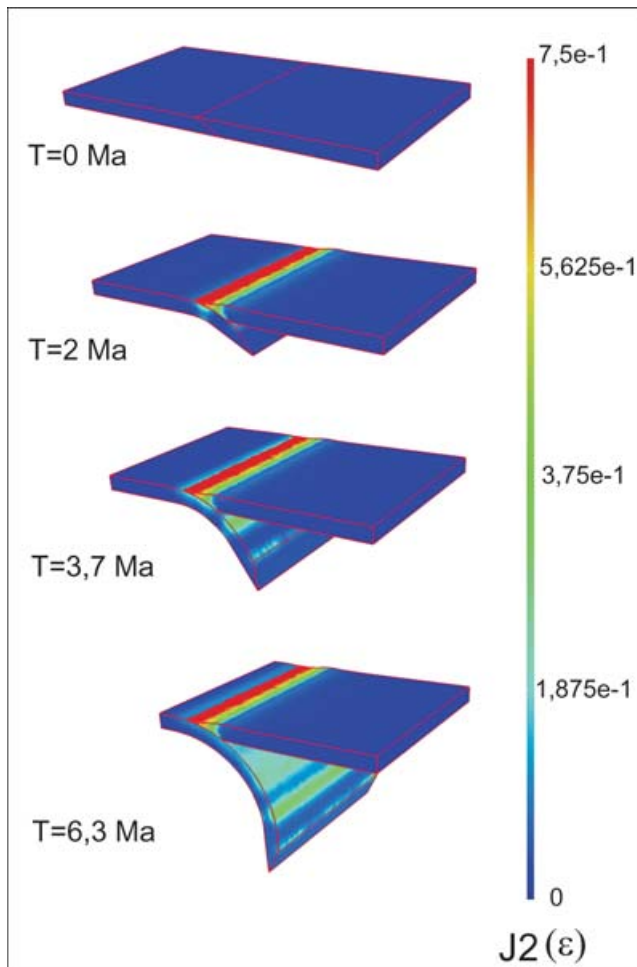 7,5e-1
T=0 Ma
5,625e-1
T=2 Ma
3,75e-1
T=3,7 Ma
1,875e-1
T=6,3 Ma
0
J2 (ε)